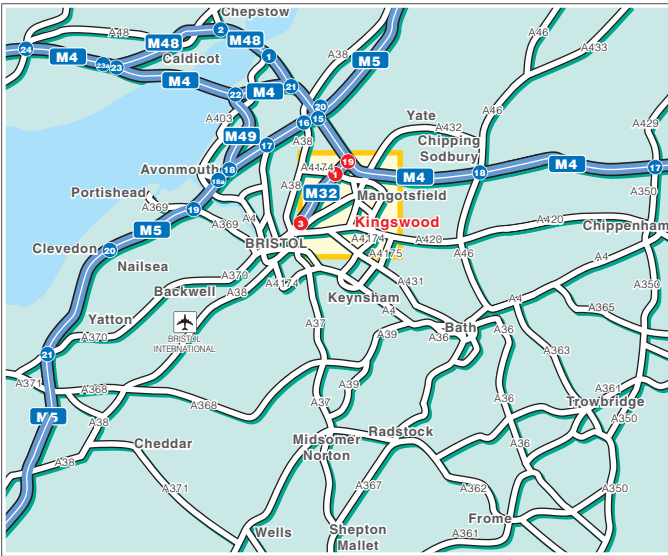 Chepstow
A48
M48
2
M48
A38
M5
A46
A433
24
M4
23a
23
Caldicot
1
M4
22
M4
21
A403
M49
16
20
15
Yate
A432
A46
A429
Chipping
Sodbury
17
A38
Avonmouth
18
18a
A4174
19
1
M4
18
M4
17
Portishead
A369
19
A38
M32
Mangotsfield
M5
A369
A4
3
Kingswood
A420
Chippenham
Clevedon
20
BRISTOL
A4174
A420
A46
A4
Nailsea
A4175
A370
Backwell
A38
A4174
A431
A350
Keynsham
A4
A4
A365
Yatton
A370
BRISTOL
INTERNATIONAL
A37
A39
Bath
A36
A36
A363
21
A371
A368
A368
A39
A37
A36
A361
Trowbridge
A350
M5
A38
Cheddar
Midsomer
Norton
Radstock
A36
A38
A371
A367
A362
A350
Wells
Shepton
Mallet
Frome
A361